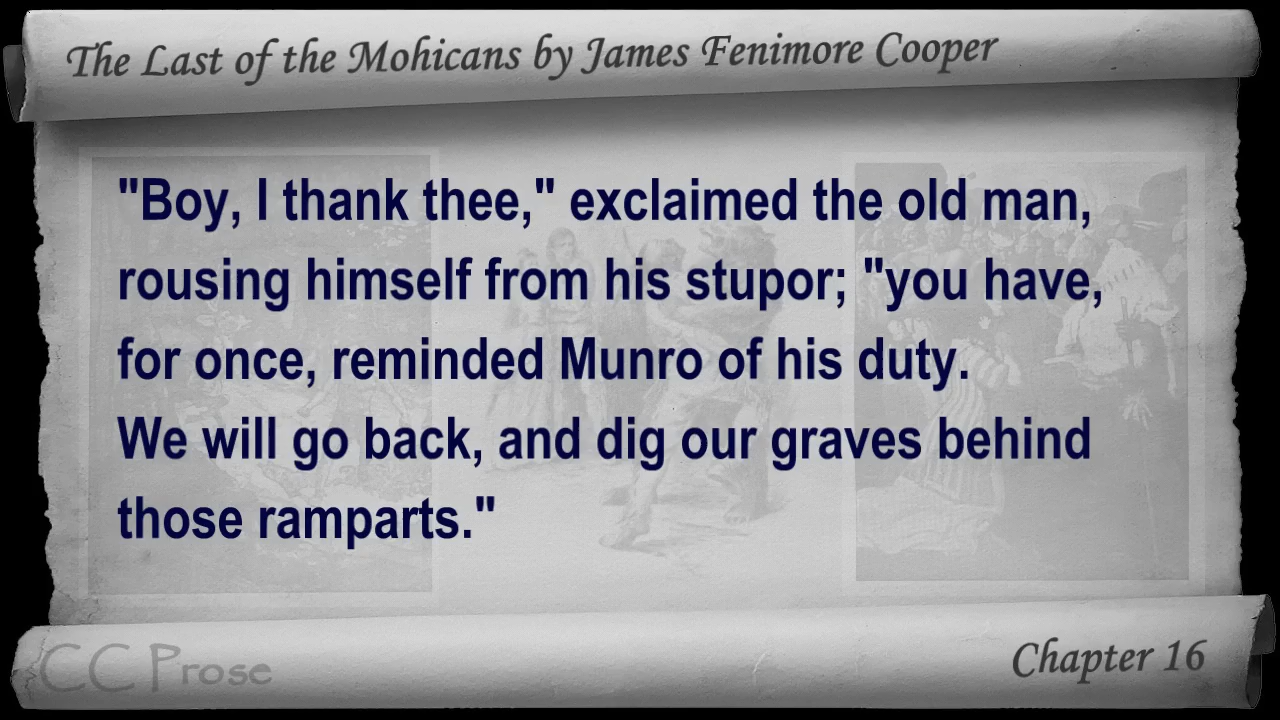 The Last of the Mohicans by James Fenimore Cooper
"Boy, I thank thee," exclaimed the old man,
rousing himself from his stupor; "you have,
for once, reminded Munro of his duty.
We will go back, and dig our graves behind
those ramparts."
CC Prose
Chapter 16